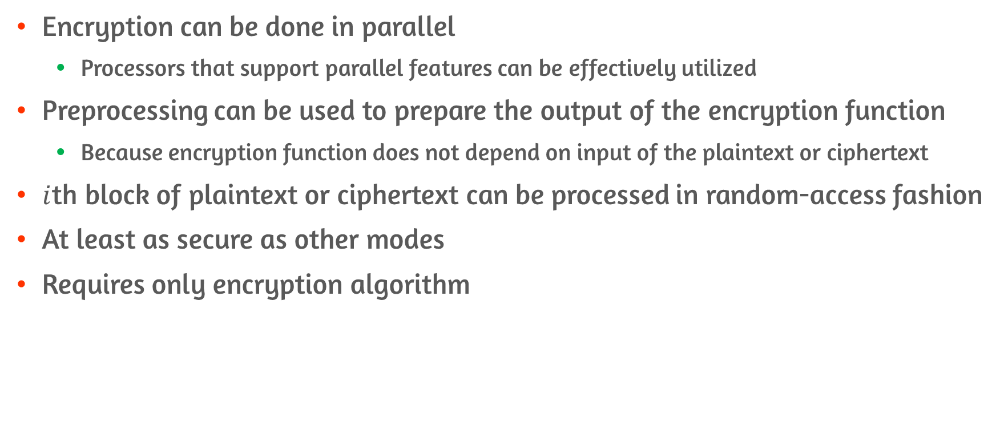 • Encryption can be done in parallel
• Processors that support parallel features can be effectively utilized
• Preprocessing can be used to prepare the output of the encryption function
• Because encryption function does not depend on input of the plaintext or ciphertext
• ith block of plaintext or ciphertext can be processed in random-access fashion
• At least as secure as other modes
• Requires only encryption algorithm